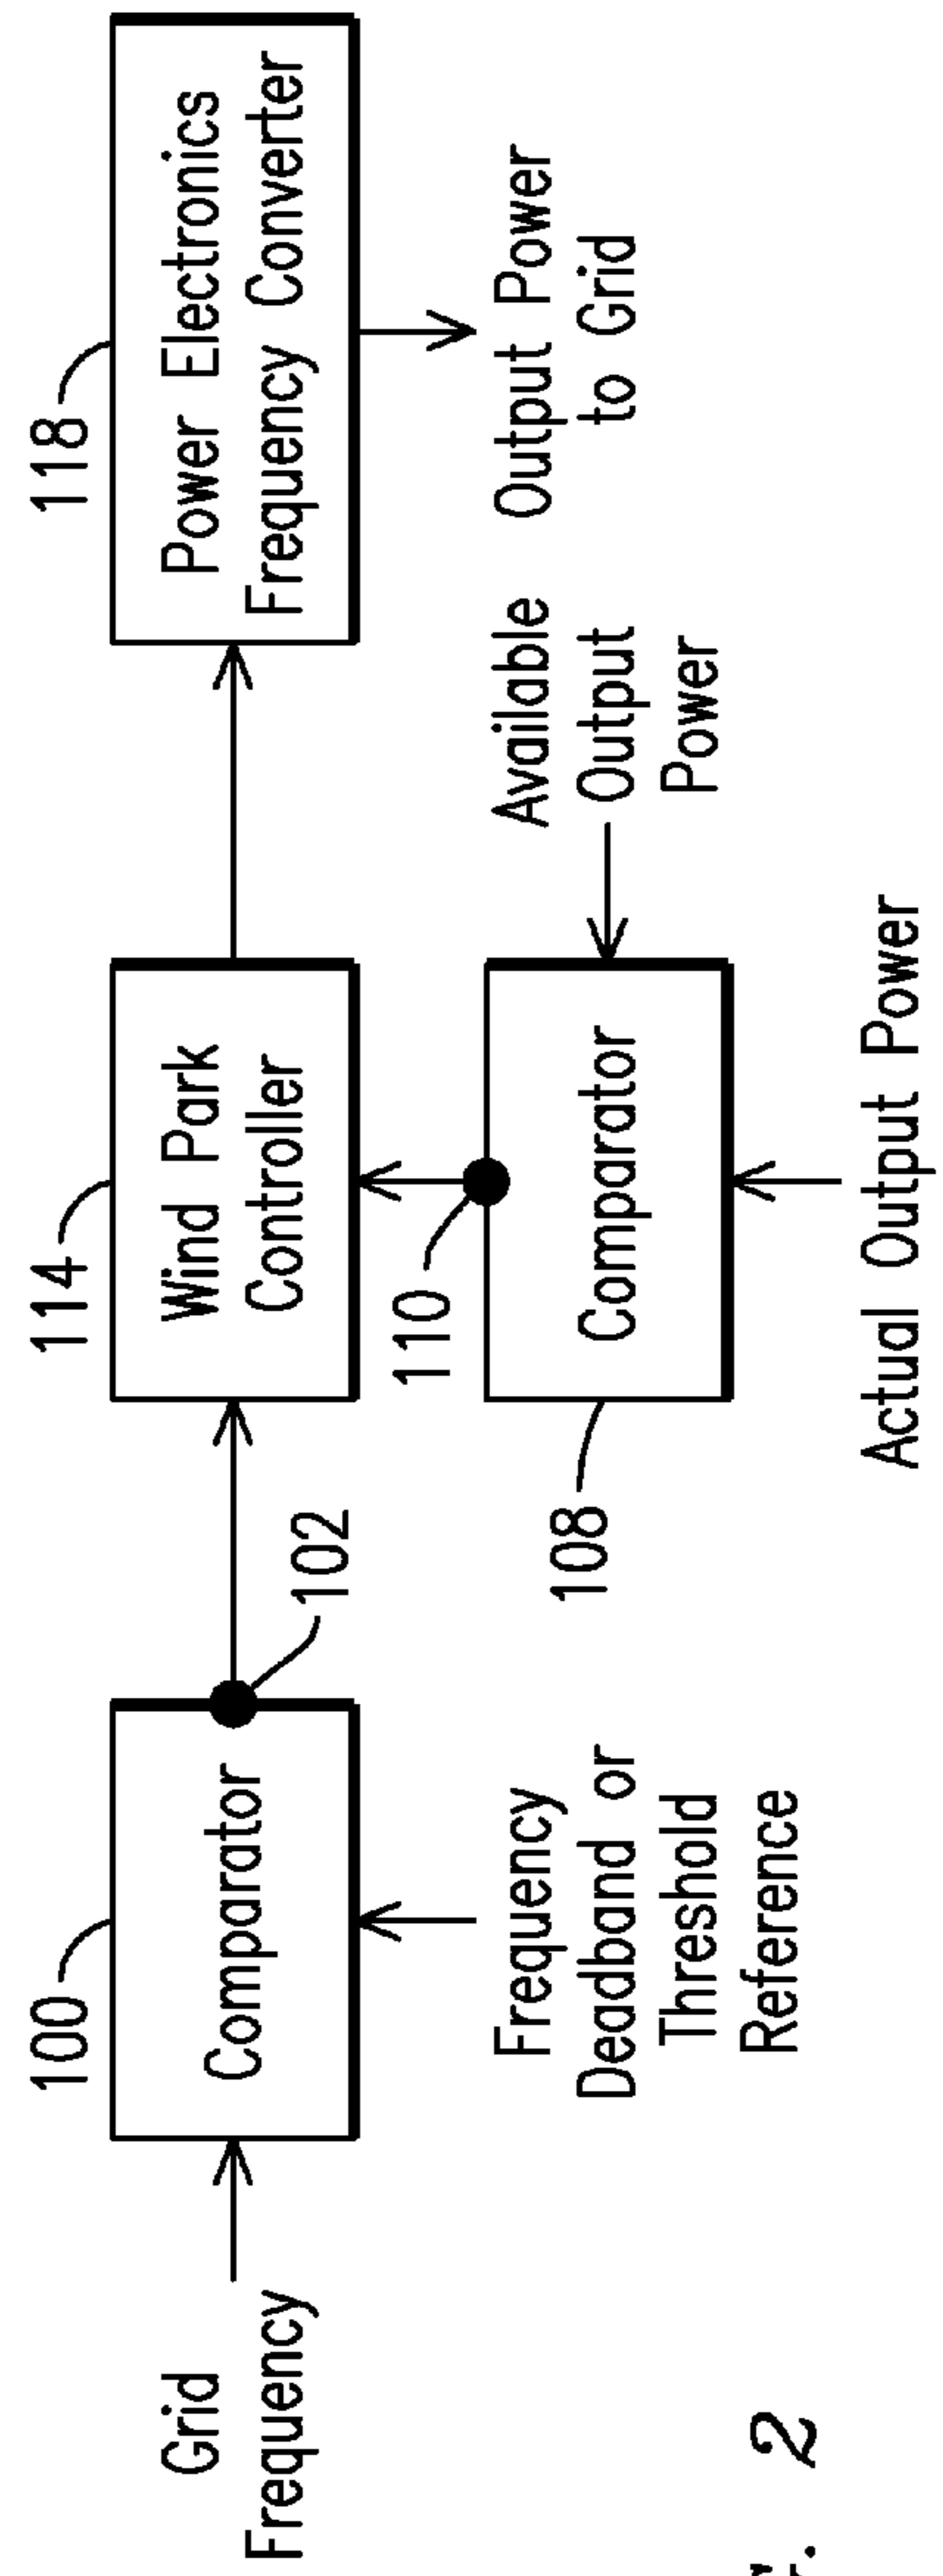 100
Comparator
Grid
Frequency
102
Frequency
Deadband or
Threshold
Reference
114
Wind Park
Controller
110
108
Comparator
Actual Output Power
Available
Output
Power
118
Power Electronics
Frequency Converter
Output Power
to Grid
2